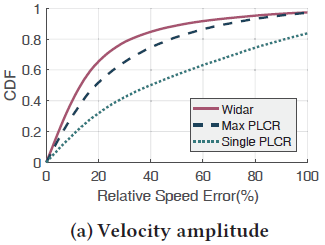 1
0.8
0.6
0.4
0.2
0
CDF
Widar
Max PLCR
Single PLCR
0 20 40 60 80 100
Relative Speed Error(%)
(a) Velocity amplitude